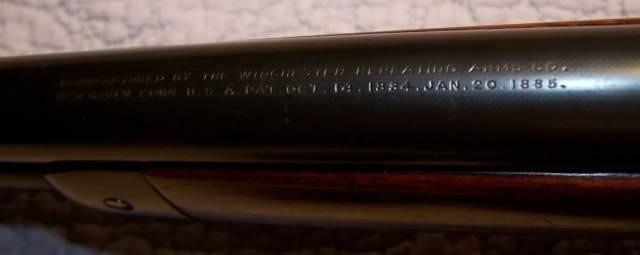 MANUFACTURED BY THE WINCHESTER REPEATING ARMS CO.
NEW HAVEN. CONN. U.S.A. PAT. OCT. 14. 1884. JAN. 20. 1885.